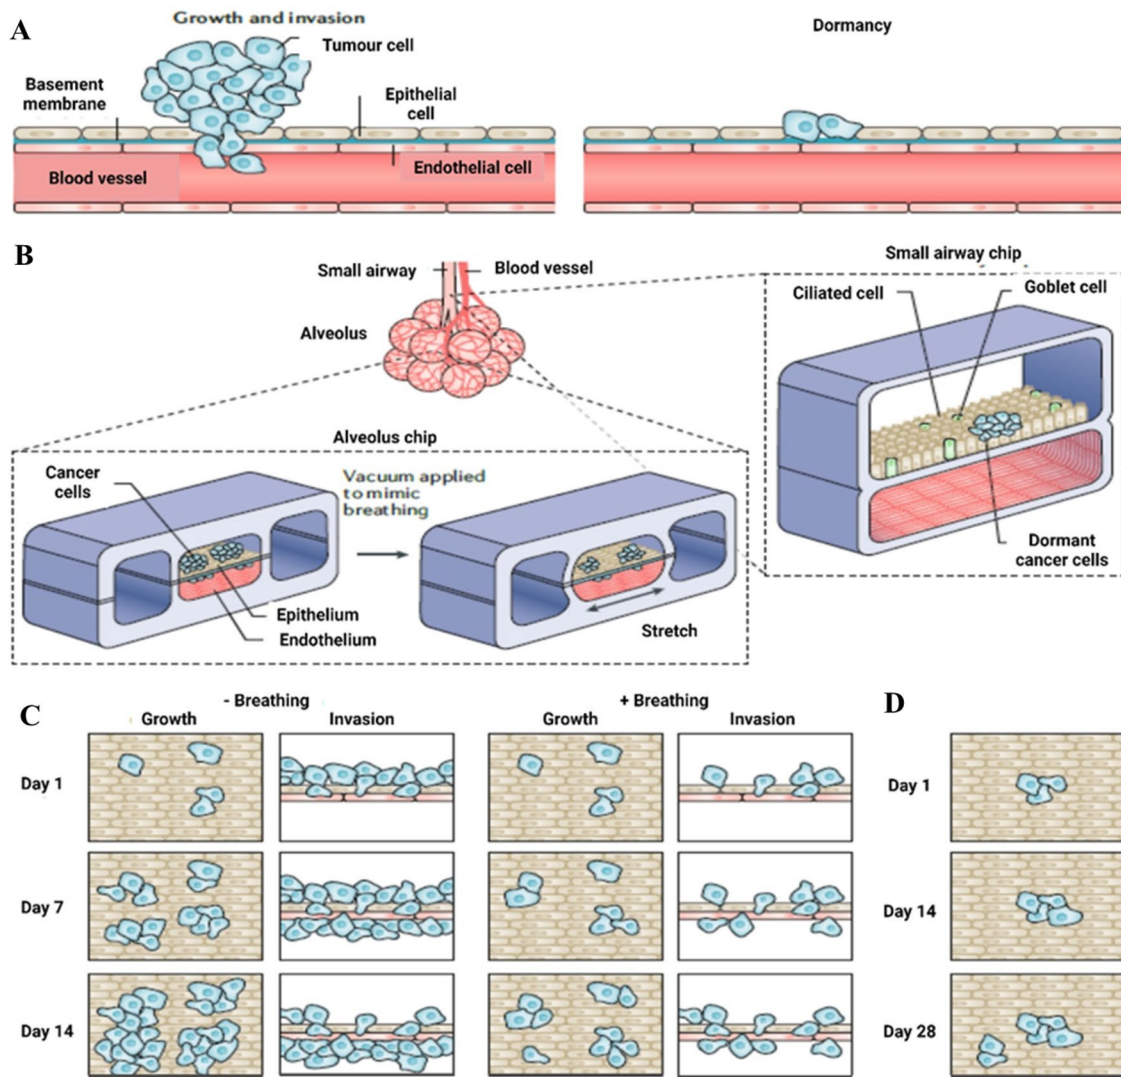 A
Growth and invasion
Tumour cell
Basement
membrane
Epithelial
cell
Blood vessel
Endothelial cell
Dormancy
B
Small airway
Blood vessel
Alveolus
Small airway chip
Ciliated cell
Goblet cell
Dormant
cancer cells
Alveolus chip
Cancer
cells
Vacuum applied
to mimic
breathing
Epithelium
Endothelium
Stretch
C
- Breathing
+ Breathing
D
Growth
Invasion
Growth
Invasion
Day 1
Day 1
Day 7
Day 14
Day 14
Day 28